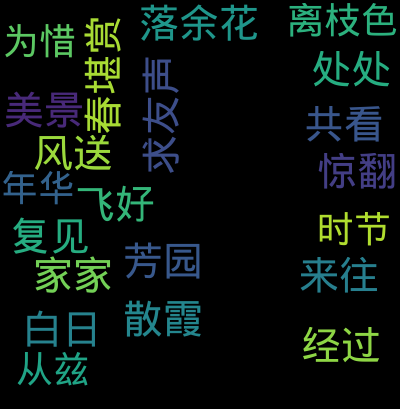 落余花
离枝色
为惜
春堪赏
求友声
处处
美景
共看
风送
惊翻
年华
飞好
时节
复见
家家
芳园
来往
白日
散霞
经过
从玆